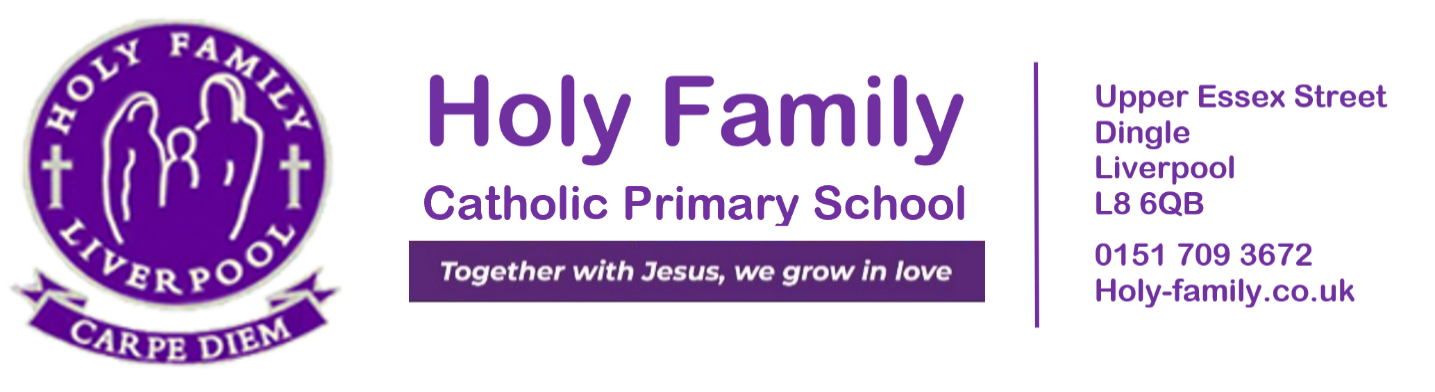 HOLY FAMILY
LIVERPOOL
CARPE DIEM
Holy Family
Catholic Primary School
Together with Jesus, we grow in love
Upper Essex Street
Dingle
Liverpool
L8 6QB
0151 709 3672
Holy-family.co.uk